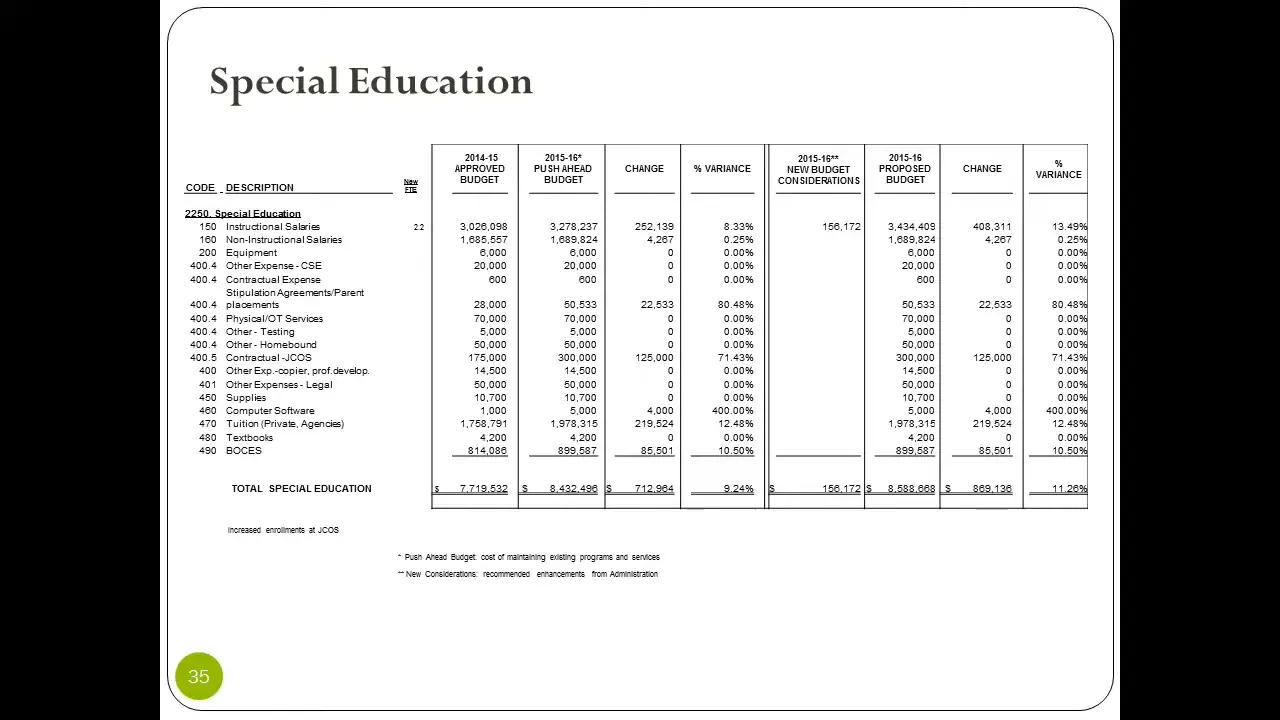 Special Education
CODE DESCRIPTION New FTE 2014-15 APPROVED BUDGET 2015-16* PUSH AHEAD BUDGET CHANGE % VARIANCE 2015-16** NEW BUDGET CONSIDERATIONS 2015-16 PROPOSED BUDGET CHANGE % VARIANCE
2250. Special Education
150 Instructional Salaries 2.2 3,026,098 3,278,237 252,139 8.33% 156,172 3,434,409 408,311 13.49%
160 Non-Instructional Salaries 1,685,557 1,689,824 4,267 0.25% 1,689,824 4,267 0.25%
200 Equipment 6,000 6,000 0 0.00% 6,000 0 0.00%
400.4 Other Expense - CSE 20,000 20,000 0 0.00% 20,000 0 0.00%
400.4 Contractual Expense 600 600 0 0.00% 600 0 0.00%
Stipulation Agreements/Parent
400.4 placements 28,000 50,533 22,533 80.48% 50,533 22,533 80.48%
400.4 Physical/OT Services 70,000 70,000 0 0.00% 70,000 0 0.00%
400.4 Other - Testing 5,000 5,000 0 0.00% 5,000 0 0.00%
400.4 Other - Homebound 50,000 50,000 0 0.00% 50,000 0 0.00%
400.5 Contractual -JCOS 175,000 300,000 125,000 71.43% 300,000 125,000 71.43%
400 Other Exp.-copier, prof.develop. 14,500 14,500 0 0.00% 14,500 0 0.00%
401 Other Expenses - Legal 50,000 50,000 0 0.00% 50,000 0 0.00%
450 Supplies 10,700 10,700 0 0.00% 10,700 0 0.00%
460 Computer Software 1,000 5,000 4,000 400.00% 5,000 4,000 400.00%
470 Tuition (Private, Agencies) 1,758,791 1,978,315 219,524 12.48% 1,978,315 219,524 12.48%
480 Textbooks 4,200 4,200 0 0.00% 4,200 0 0.00%
490 BOCES 814,086 899,587 85,501 10.50% 899,587 85,501 10.50%
TOTAL SPECIAL EDUCATION $ 7,719,532 $ 8,432,496 $ 712,964 9.24% $ 156,172 $ 8,588,668 $ 869,136 11.26%
Increased enrollments at JCOS
* Push Ahead Budget: cost of maintaining existing programs and services
** New Considerations: recommended enhancements from Administration
35